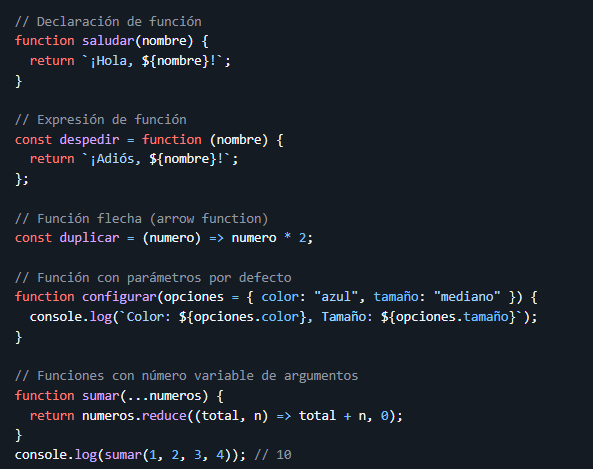 // Declaración de función
function saludar(nombre) {
  return `¡Hola, ${nombre}!`;
}

// Expresión de función
const despedir = function (nombre) {
  return `¡Adiós, ${nombre}!`;
};

// Función flecha (arrow function)
const duplicar = (numero) => numero * 2;

// Función con parámetros por defecto
function configurar(opciones = { color: "azul", tamaño: "mediano" }) {
  console.log(`Color: ${opciones.color}, Tamaño: ${opciones.tamaño}`);
}

// Funciones con número variable de argumentos
function sumar(...numeros) {
  return numeros.reduce((total, n) => total + n, 0);
}
console.log(sumar(1, 2, 3, 4)); // 10